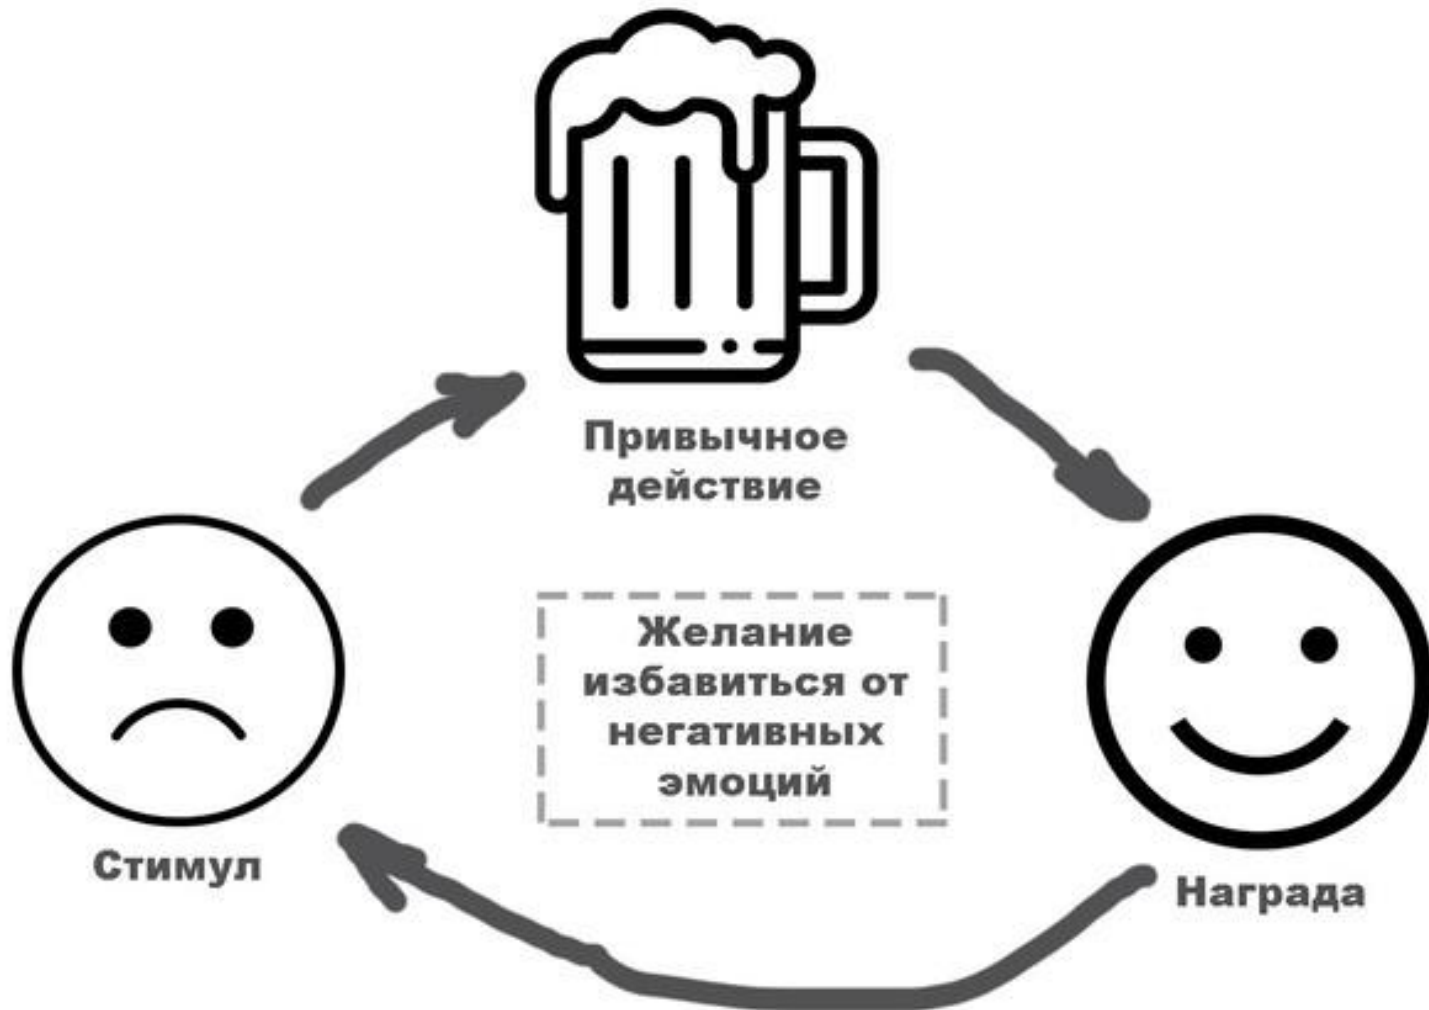 Привычное
действие
Желание
избавиться от
негативных
эмоций
Стимул
Награда